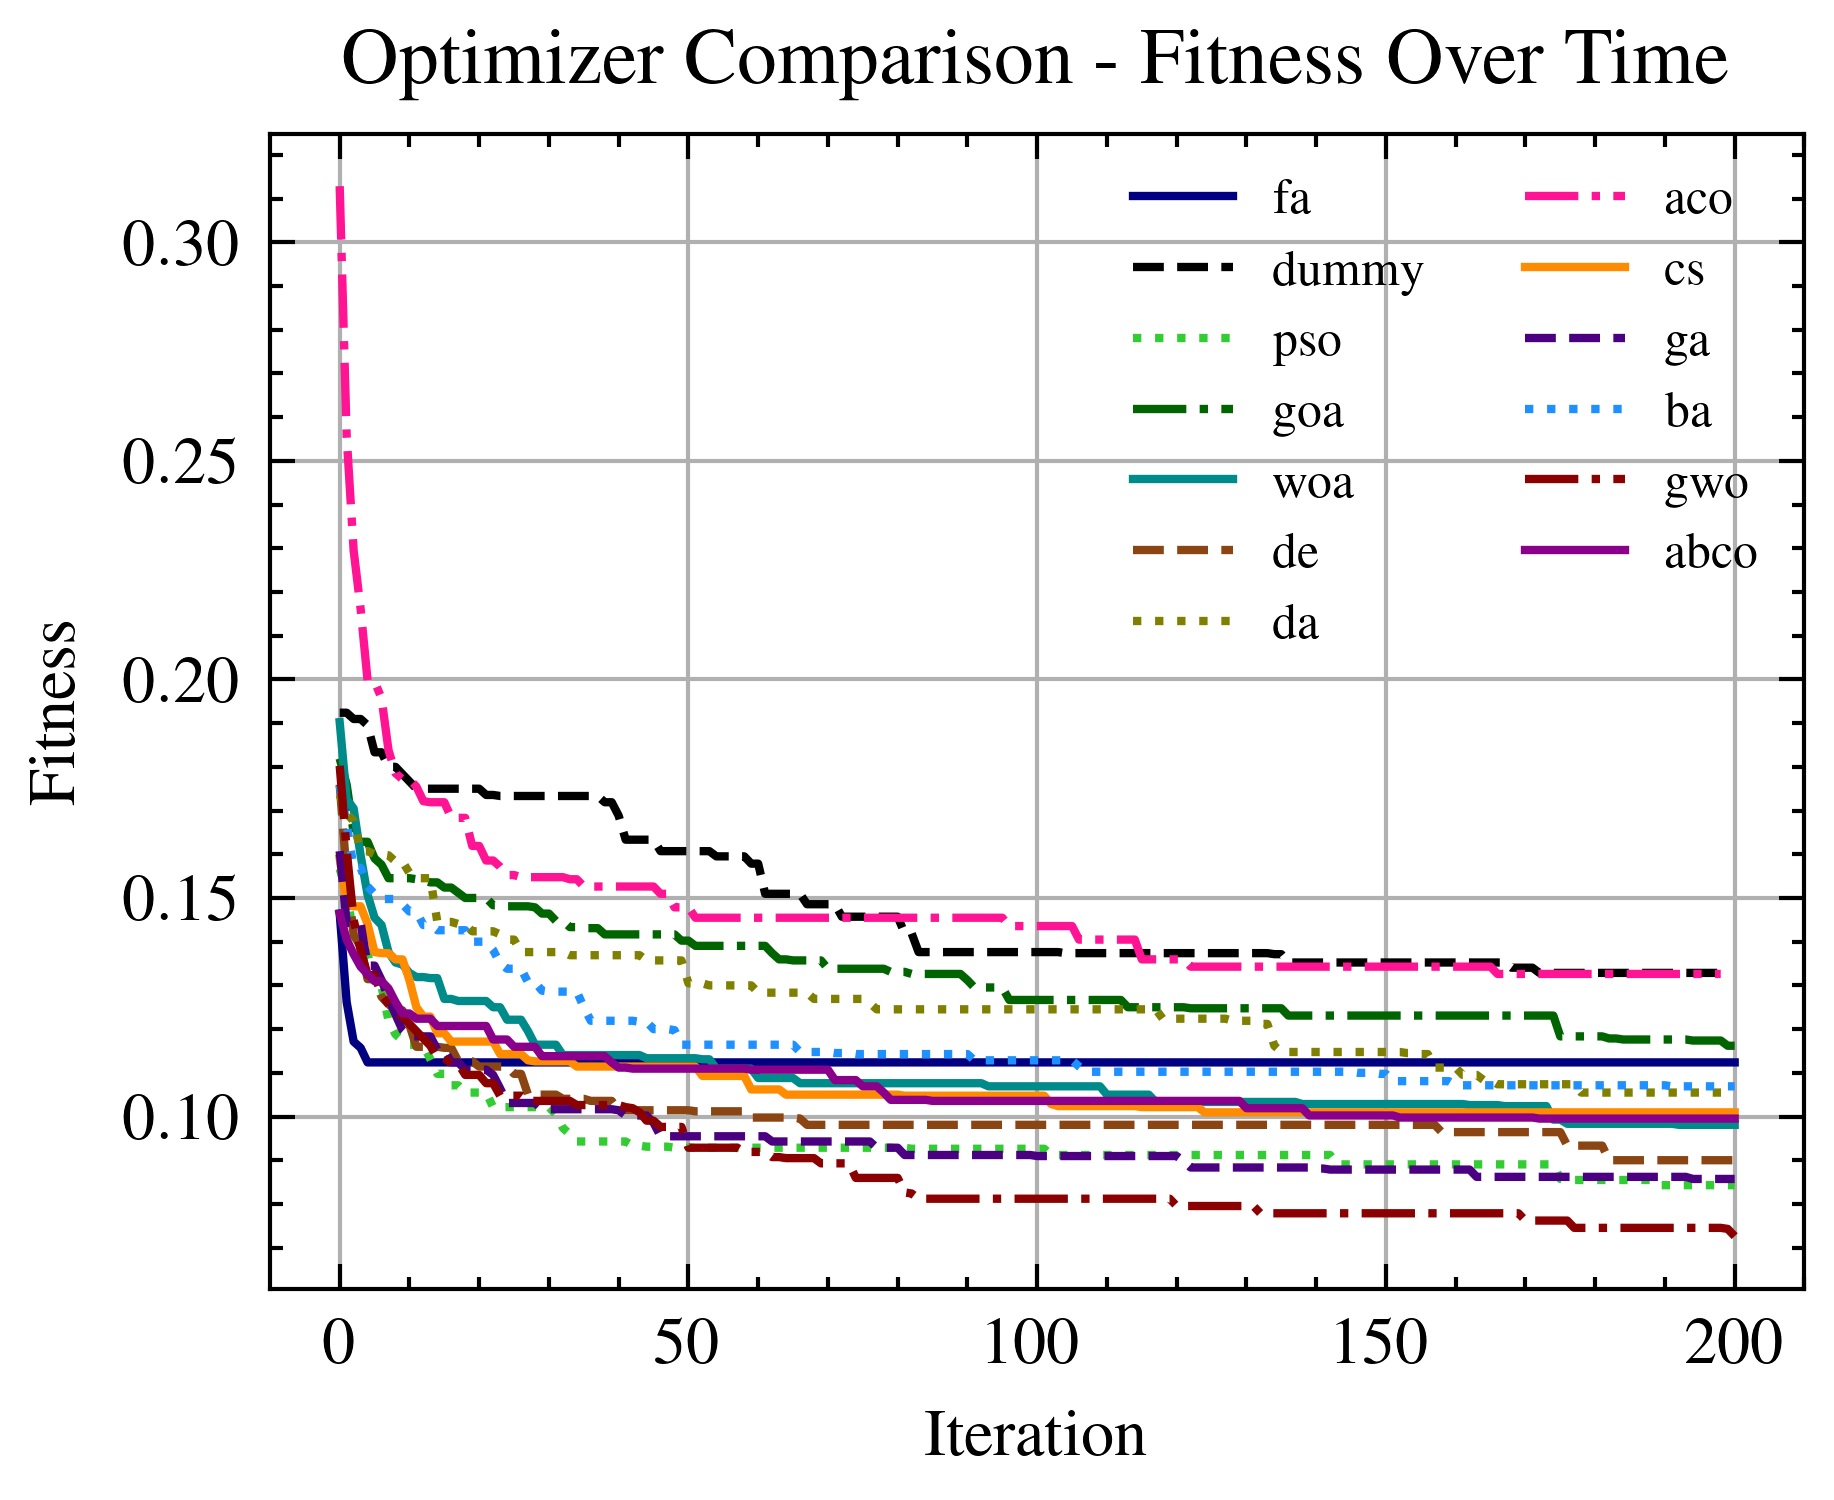 Optimizer Comparison - Fitness Over Time
fa
dummy
pso
goa
woa
de
da
aco
cs
ga
ba
gwo
abco
0.30
0.25
0.20
0.15
0.10
Fitness
0 50 100 150 200
Iteration